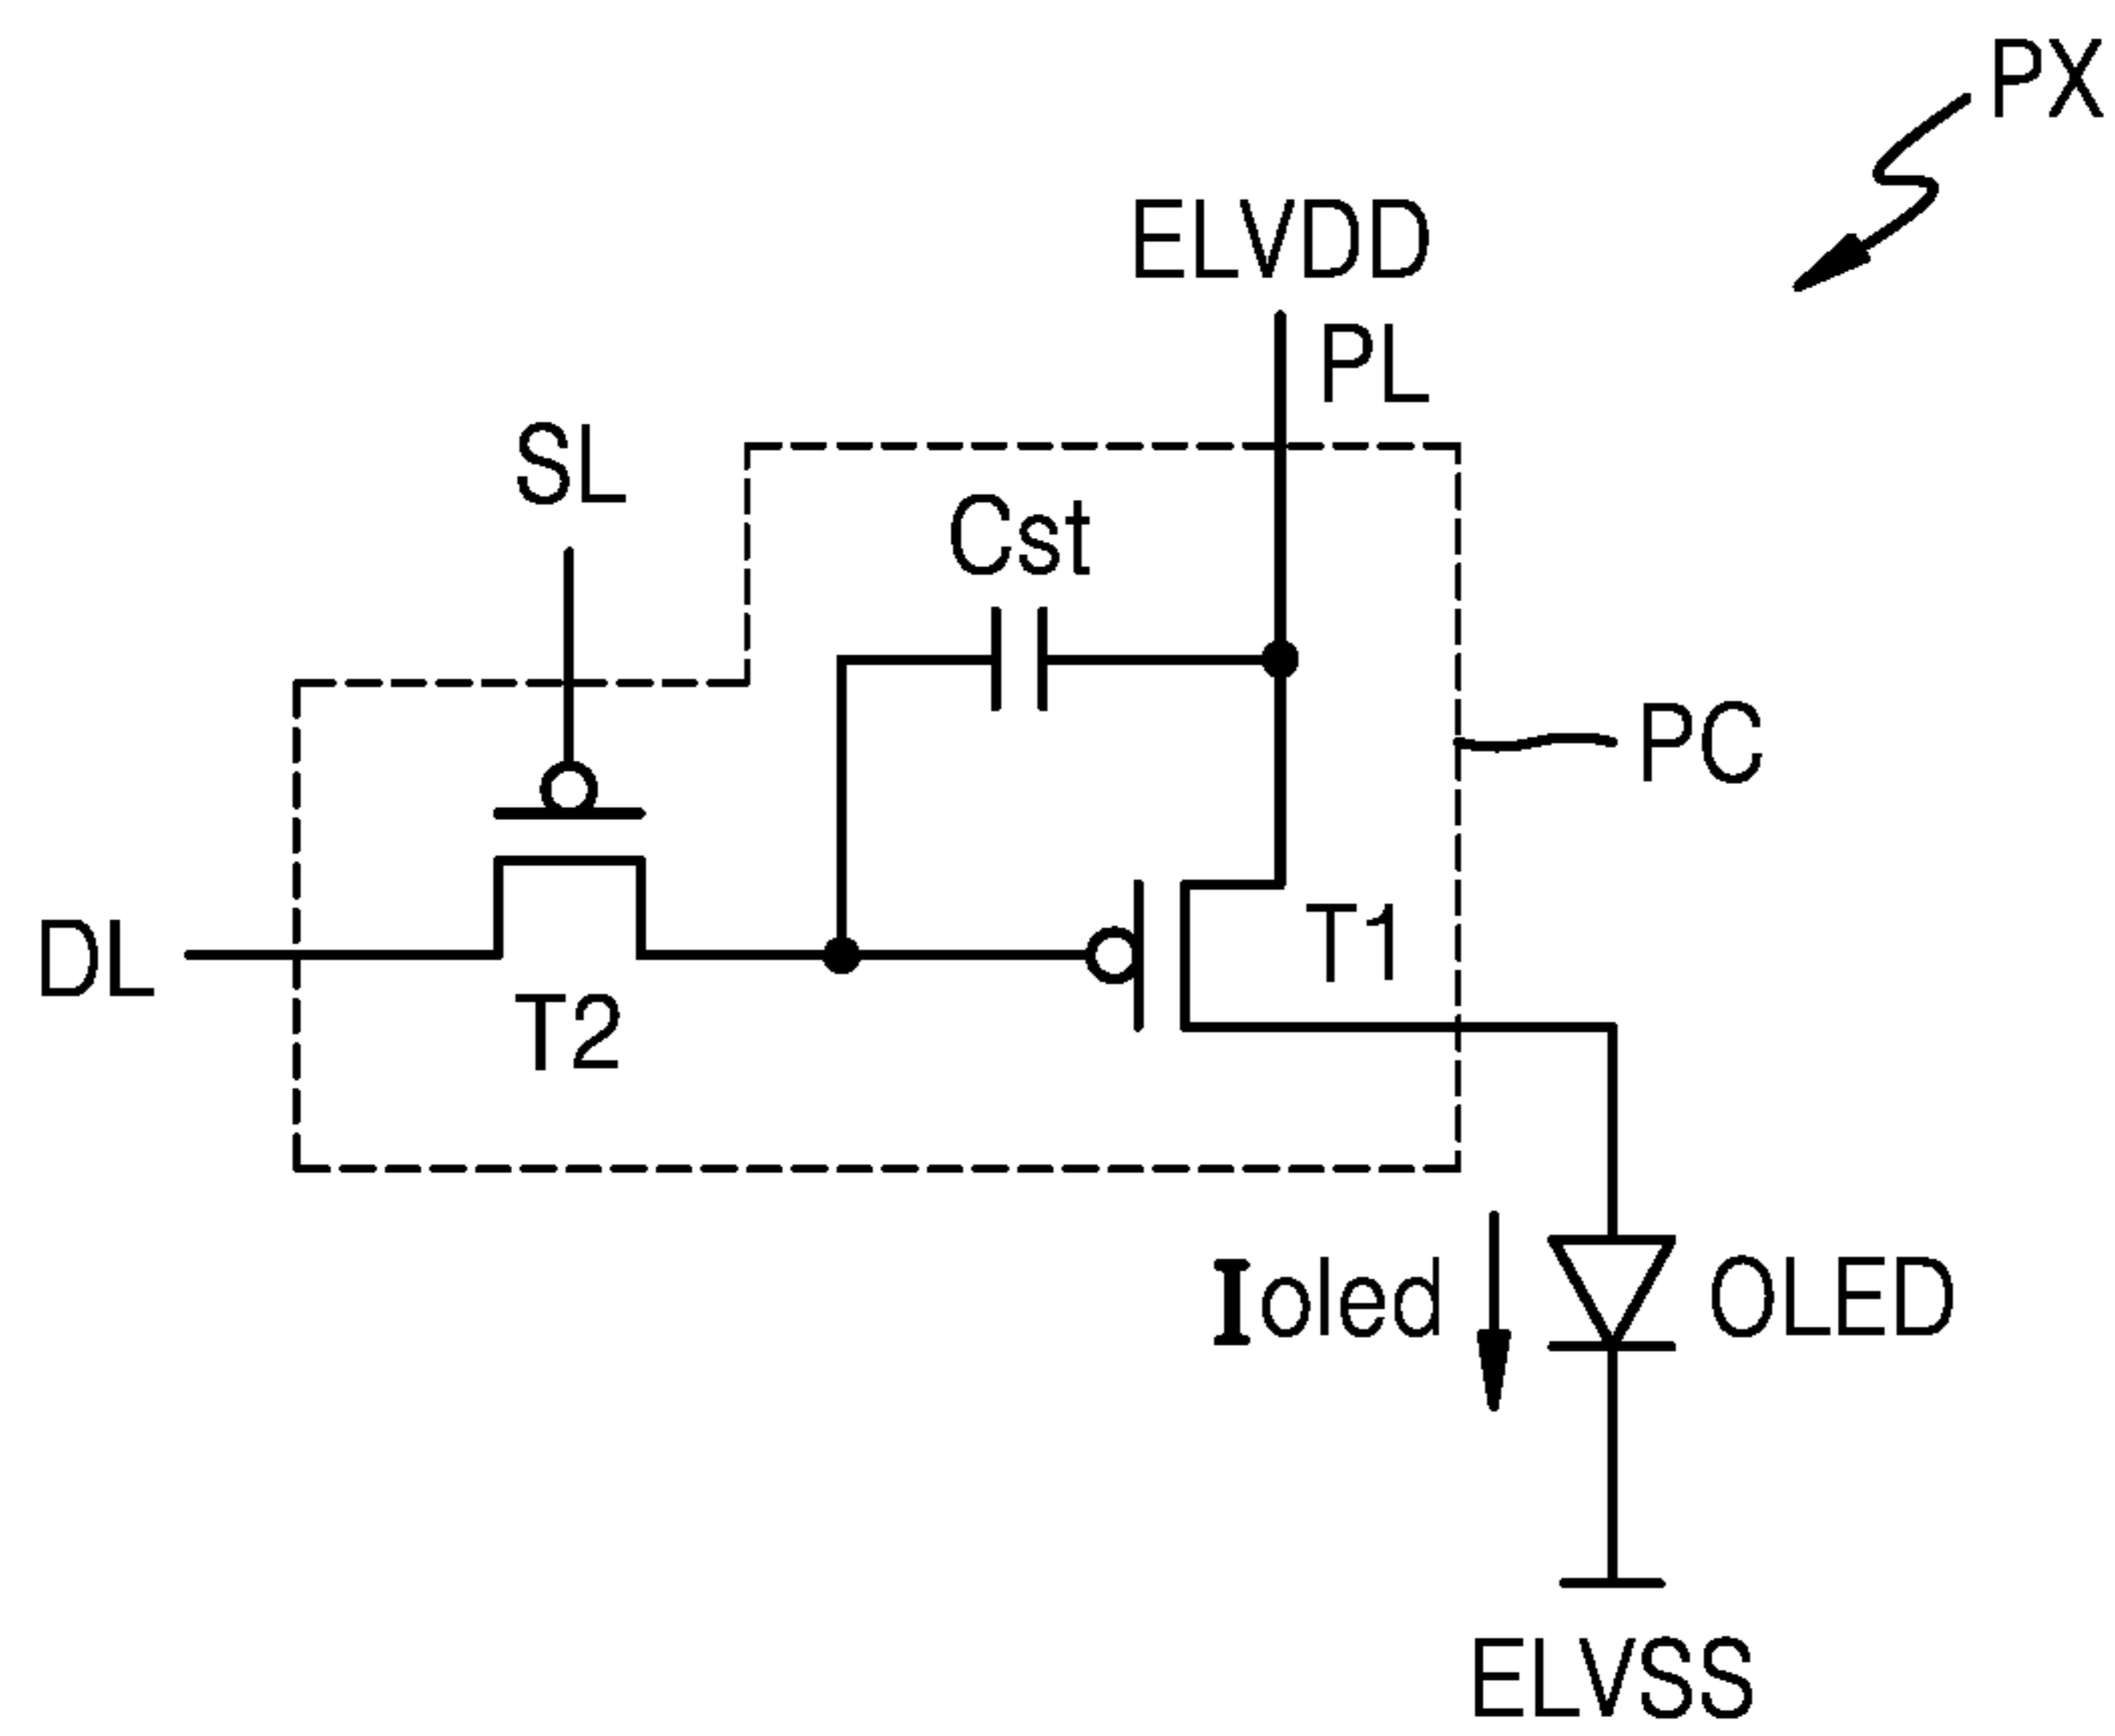 PX
ELVDD
PL
SL
Cst
PC
DL
T1
T2
Ioled
OLED
ELVSS